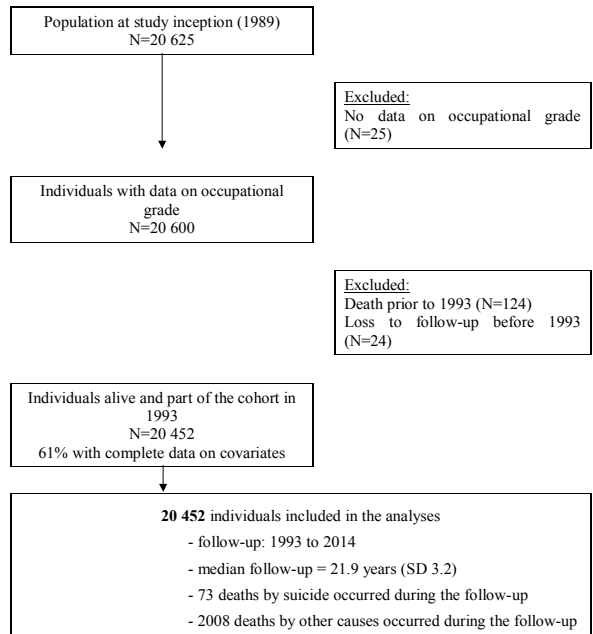 Population at study inception (1989)
N=20 625
Excluded:
No data on occupational grade
(N=25)
Individuals with data on occupational
grade
N=20 600
Excluded:
Death prior to 1993 (N=124)
Loss to follow-up before 1993
(N=24)
Individuals alive and part of the cohort in
1993
N=20 452
61% with complete data on covariates
20 452 individuals included in the analyses
- follow-up: 1993 to 2014
- median follow-up = 21.9 years (SD 3.2)
- 73 deaths by suicide occurred during the follow-up
- 2008 deaths by other causes occurred during the follow-up